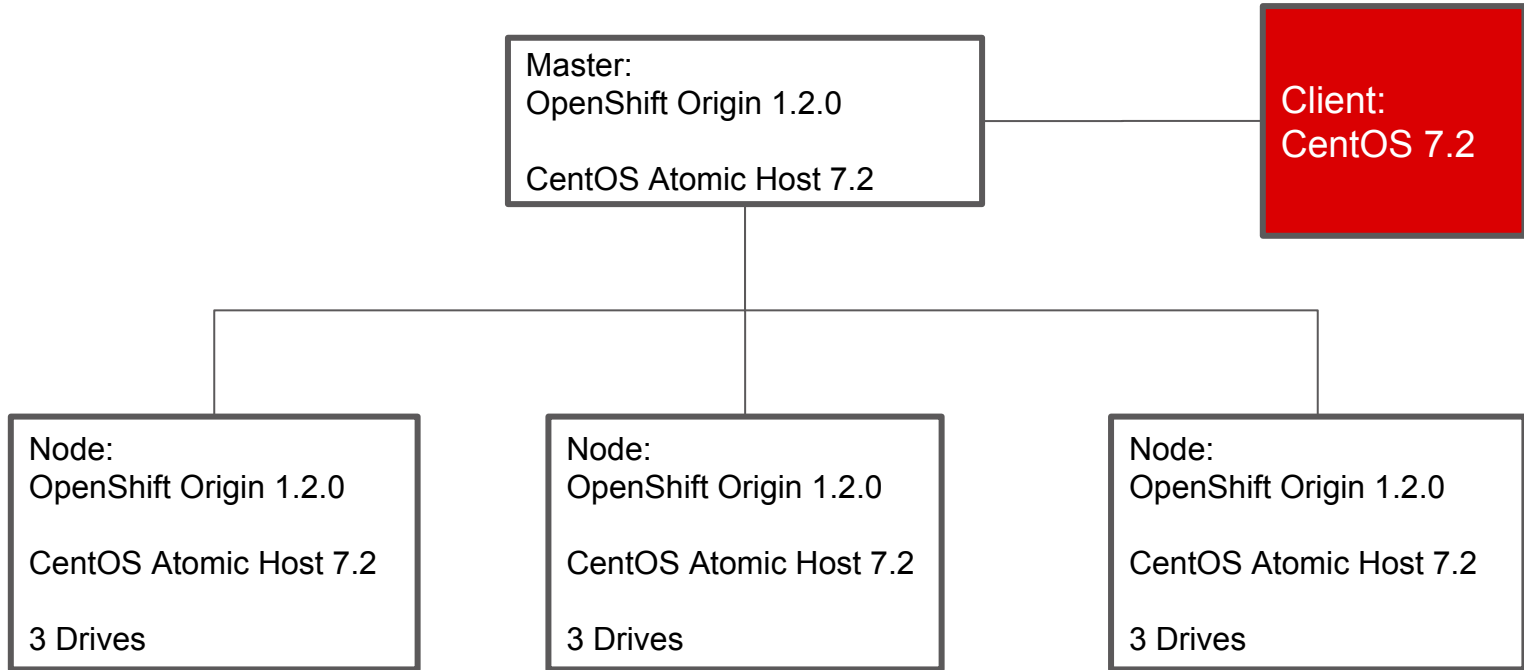 Master:
OpenShift Origin 1.2.0
CentOS Atomic Host 7.2
Client:
CentOS 7.2
Node:
OpenShift Origin 1.2.0
CentOS Atomic Host 7.2
3 Drives
Node:
OpenShift Origin 1.2.0
CentOS Atomic Host 7.2
3 Drives
Node:
OpenShift Origin 1.2.0
CentOS Atomic Host 7.2
3 Drives